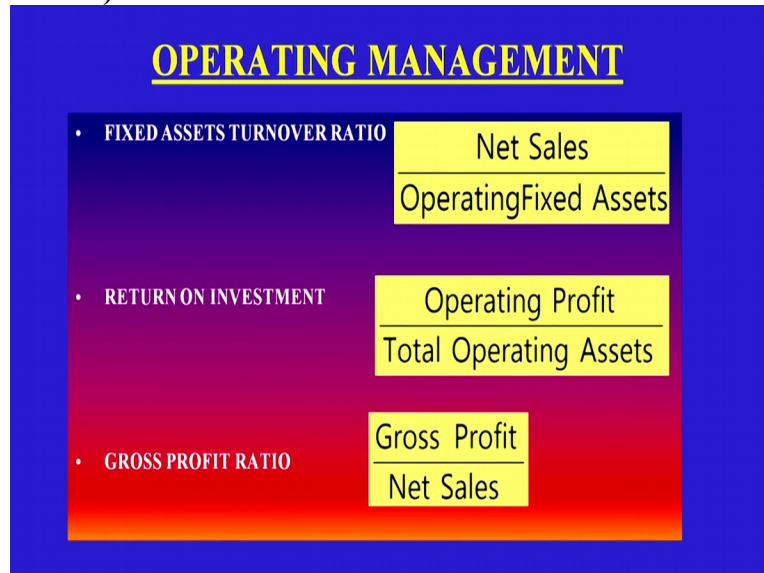 OPERATING MANAGEMENT
• FIXED ASSETS TURNOVER RATIO
Net Sales
OperatingFixed Assets
• RETURN ON INVESTMENT
Operating Profit
Total Operating Assets
• GROSS PROFIT RATIO
Gross Profit
Net Sales